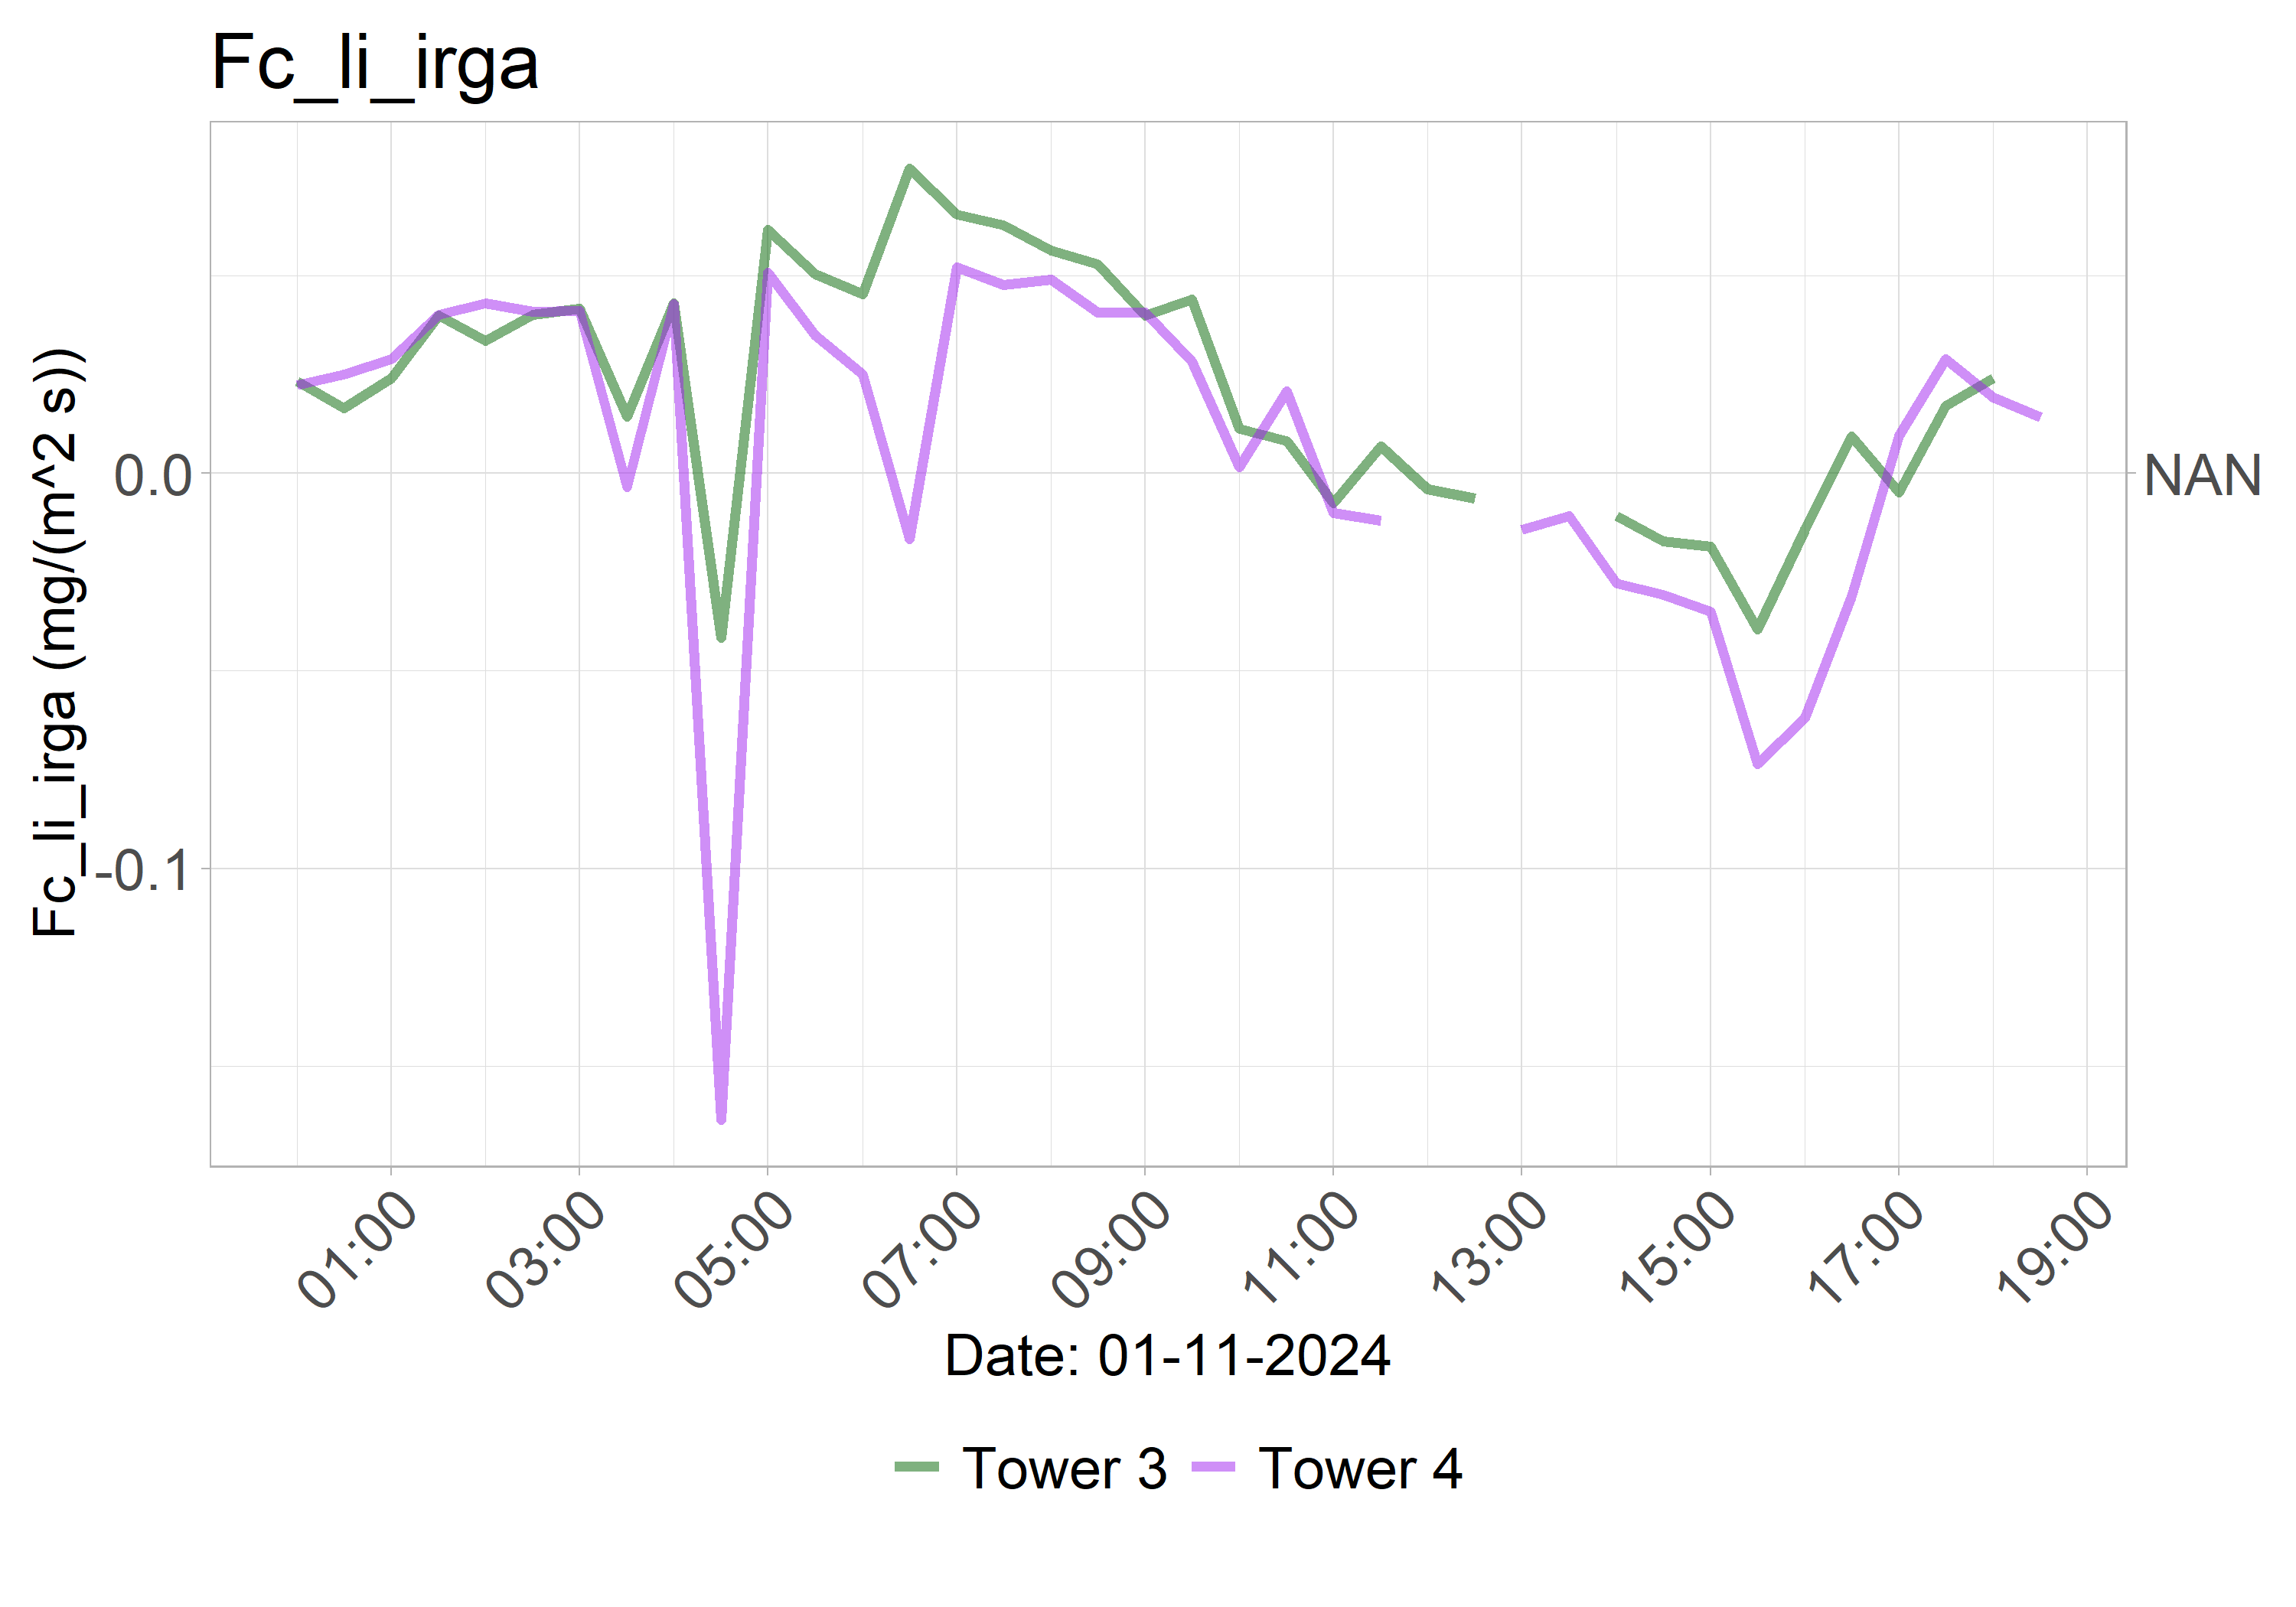 Fc_li_irga
Fc_li_irga (mg/(m^2 s))
0.0
-0.1
NAN
01:00
03:00
05:00
07:00
09:00
11:00
13:00
15:00
17:00
19:00
Date: 01-11-2024
Tower 3
Tower 4